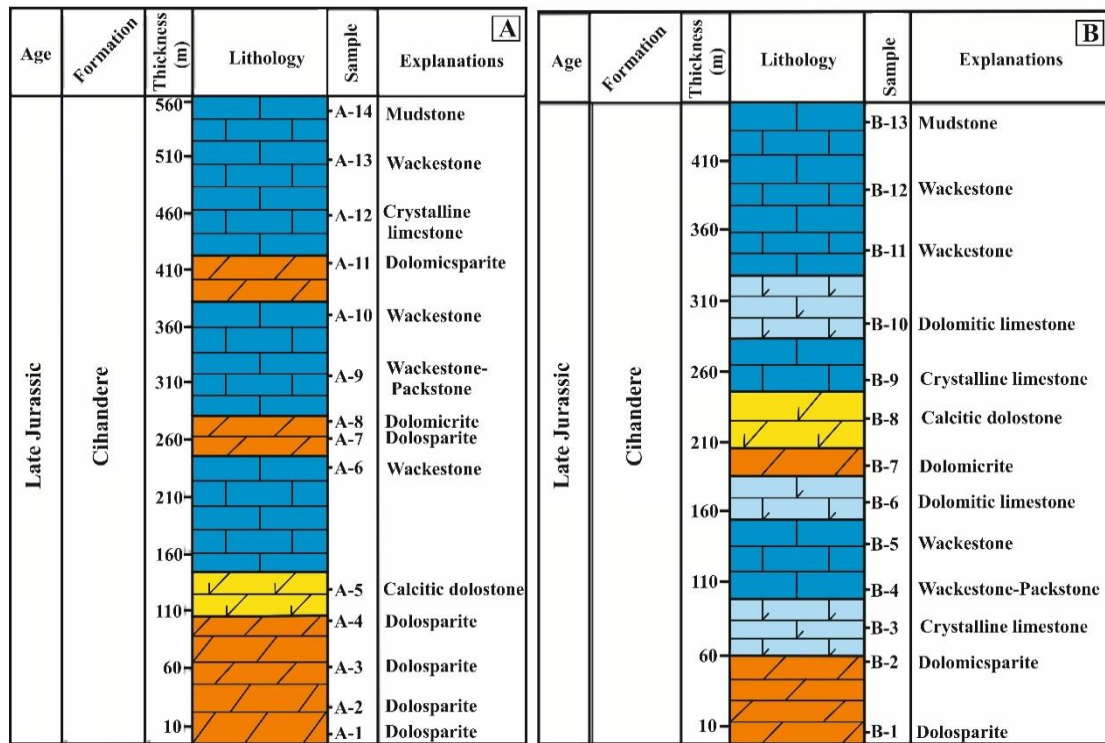 Age
Formation
Thickness (m)
Lithology
Sample
Explanations
A
Late Jurassic
Cihandere
560
510
460
410
360
310
260
210
160
110
60
10
A-14 Mudstone
A-13 Wackestone
A-12 Crystalline
limestone
A-11 Dolomicsparite
A-10 Wackestone
A-9 Wackestone-
Packstone
A-8 Dolomicrite
A-7 Dolosparite
A-6 Wackestone
A-5 Calcitic dolostone
A-4 Dolosparite
A-3 Dolosparite
A-2 Dolosparite
A-1 Dolosparite
Age
Formation
Thickness
(m)
Lithology
Sample
Explanations
B
Late Jurassic
Cihandere
410
360
310
260
210
160
110
60
10
B-13 Mudstone
B-12 Wackestone
B-11 Wackestone
B-10 Dolomitic limestone
B-9 Crystalline limestone
B-8 Calcitic dolostone
B-7 Dolomicrite
B-6 Dolomitic limestone
B-5 Wackestone
B-4 Wackestone-Packstone
B-3 Crystalline limestone
B-2 Dolomicsparite
B-1 Dolosparite